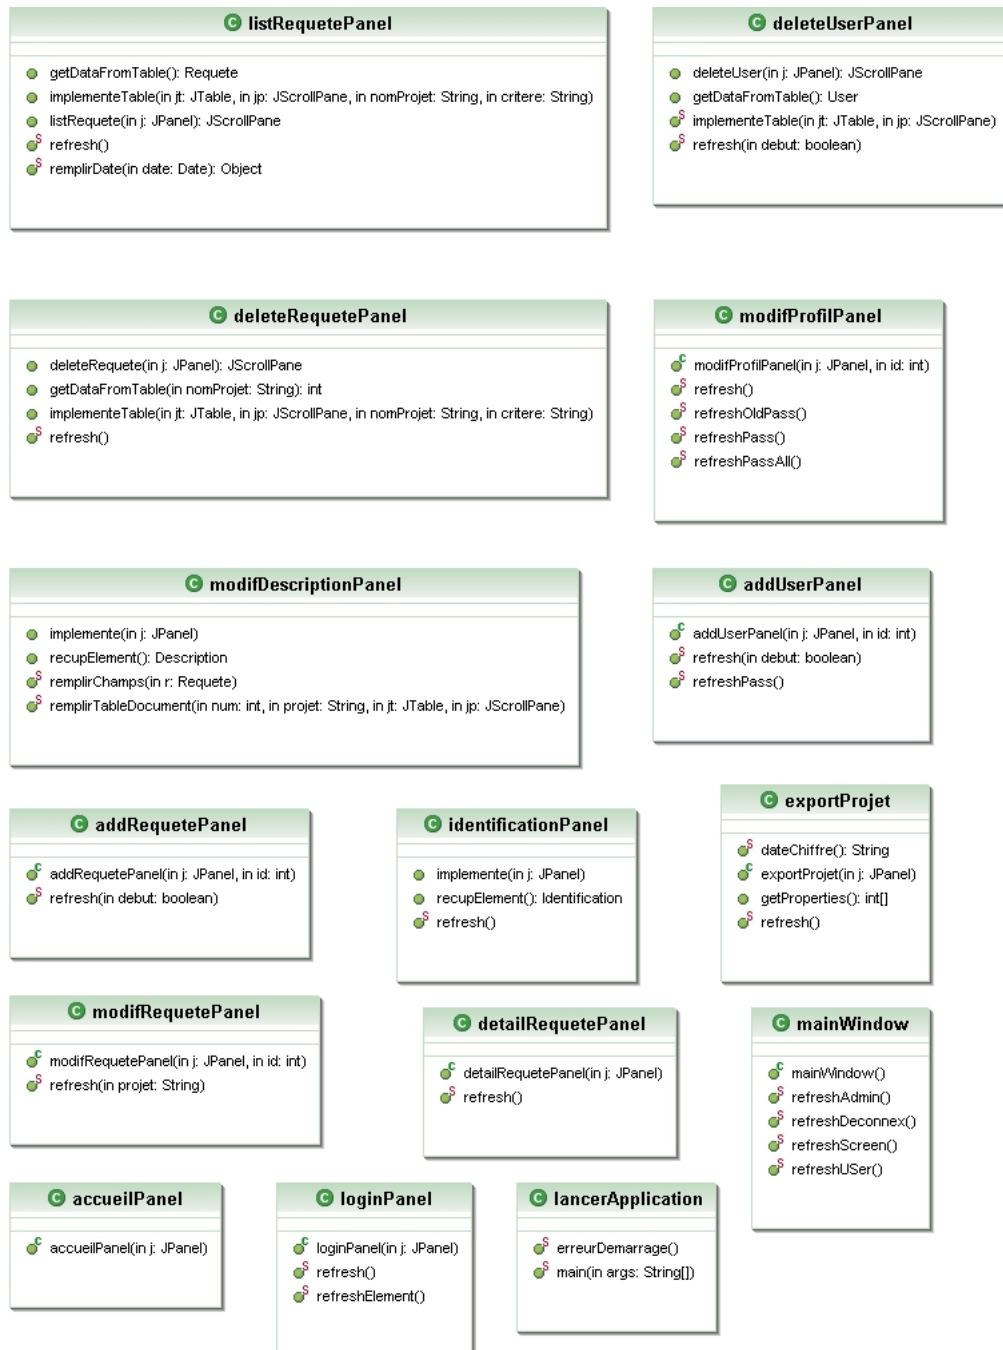 listRequetePanel
getDataFromTable(): Requete
implementeTable(in jt: JTable, in jp: JScrollPane, in nomProjet: String, in critere: String)
listRequete(in j: JPanel): JScrollPane
refresh()
remplirDate(in date: Date): Object
deleteUserPanel
deleteUser(in j: JPanel): JScrollPane
getDataFromTable(): User
implementeTable(in jt: JTable, in jp: JScrollPane)
refresh(in debut: boolean)
deleteRequetePanel
deleteRequete(in j: JPanel): JScrollPane
getDataFromTable(in nomProjet: String): int
implementeTable(in jt: JTable, in jp: JScrollPane, in nomProjet: String, in critere: String)
refresh()
modifProfilPanel
modifProfilPanel(in j: JPanel, in id: int)
refresh()
refreshOldPass()
refreshPass()
refreshPassAll()
modifDescriptionPanel
implemente(in j: JPanel)
recupElement(): Description
remplirChamps(in r: Requete)
remplirTableDocument(in num: int, in projet: String, in jt: JTable, in jp: JScrollPane)
addUserPanel
addUserPanel(in j: JPanel, in id: int)
refresh(in debut: boolean)
refreshPass()
addRequetePanel
addRequetePanel(in j: JPanel, in id: int)
refresh(in debut: boolean)
identificationPanel
implemente(in j: JPanel)
recupElement(): Identification
refresh()
exportProjet
dateChiffre(): String
exportProjet(in j: JPanel)
getProperties(): int[]
refresh()
modifRequetePanel
modifRequetePanel(in j: JPanel, in id: int)
refresh(in projet: String)
detailRequetePanel
detailRequetePanel(in j: JPanel)
refresh()
mainWindow
mainWindow()
refreshAdmin()
refreshDeconnex()
refreshScreen()
refreshUSer()
accueilPanel
accueilPanel(in j: JPanel)
loginPanel
loginPanel(in j: JPanel)
refresh()
refreshElement()
lancerApplication
erreurDemarrage()
main(in args: String[])